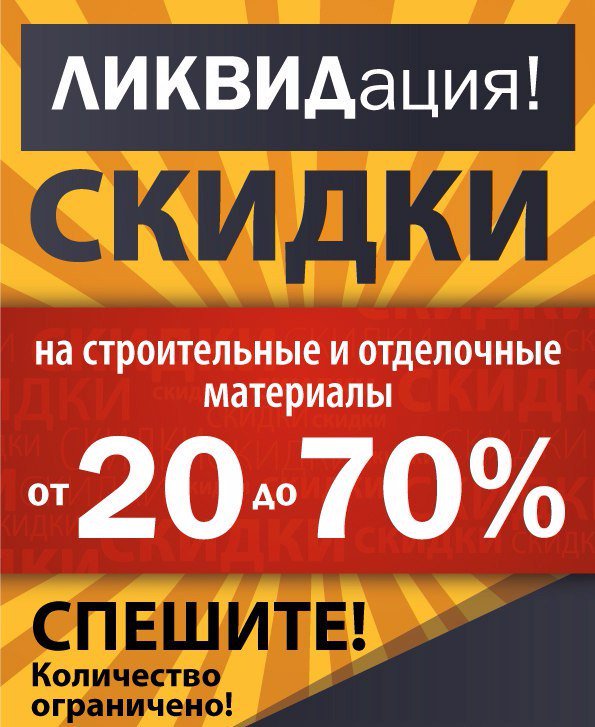 ЛИКВИДация!
СКИДКИ
на строительные и отделочные
материалы
от 20 до 70%
СПЕШИТЕ!
Количество
ограничено!